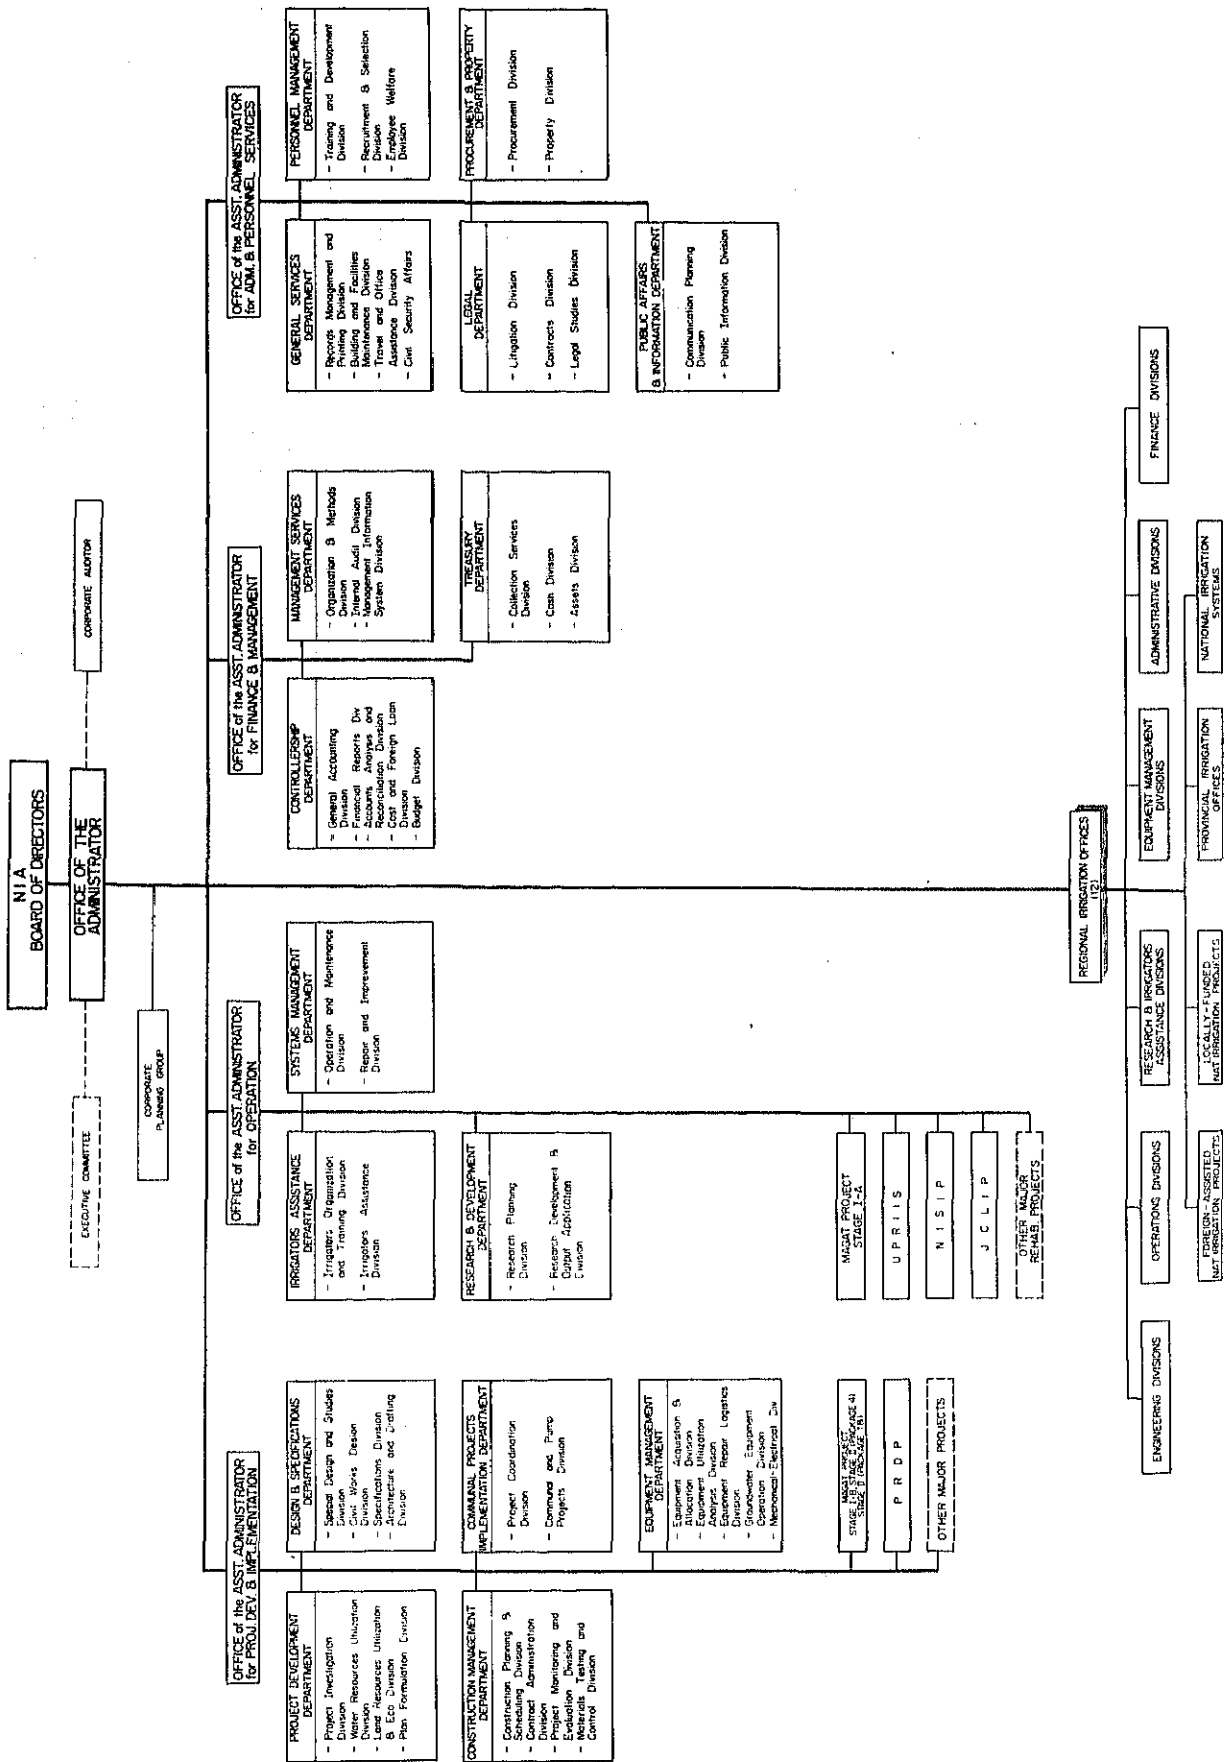 NIA
BOARD OF DIRECTORS
OFFICE OF THE
ADMINISTRATOR
EXECUTIVE COMMITTEE
CORPORATE AUDITOR
CORPORATE
PLANNING GROUP
OFFICE of the ASST. ADMINISTRATOR
for PROJ. DEV. & IMPLEMENTATION
PROJECT DEVELOPMENT
DEPARTMENT
- Project Investigation
Division
- Water Resources Utilization
Division
- Land Resources Utilization
& Eco Division
- Plan Formulation Division
DESIGN & SPECIFICATIONS
DEPARTMENT
- Special Design and Studies
Division
- Civil Works Design
Division
- Specifications Division
- Architecture and Drafting
Division
CONSTRUCTION MANAGEMENT
DEPARTMENT
- Construction Planning &
Scheduling Division
- Contract Administration
Division
- Project Monitoring and
Evaluation Division
- Materials Testing and
Control Division
COMMUNAL PROJECTS
IMPLEMENTATION DEPARTMENT
- Project Coordination
Division
- Communal and Pump
Projects Division
EQUIPMENT MANAGEMENT
DEPARTMENT
- Equipment Acquisition &
Allocation Division
- Equipment Utilization
Analysis Division
- Equipment Repair Logistics
Division
- Groundwater Equipment
Operation Division
- Mechanical-Electrical Div
MAGAT PROJECT
STAGE I-B, STAGE II (PACKAGE 4)
P R D P
OTHER MAJOR PROJECTS
OFFICE of the ASST. ADMINISTRATOR
for OPERATION
IRRIGATORS ASSISTANCE
DEPARTMENT
- Irrigators Organization
and Training Division
- Irrigators Assistance
Division
SYSTEMS MANAGEMENT
DEPARTMENT
- Operation and Maintenance
Division
- Repair and Improvement
Division
RESEARCH & DEVELOPMENT
DEPARTMENT
- Research Planning
Division
- Research Development &
Output Application
Division
MAGAT PROJECT
STAGE I-A
U P R I I S
N I S I P
J C L I P
OTHER MAJOR
REHAB. PROJECTS
OFFICE of the ASST. ADMINISTRATOR
for FINANCE & MANAGEMENT
CONTROLLERSHIP
DEPARTMENT
- General Accounting
Division
- Financial Reports Div
- Accounts Analysis and
Reconciliation Division
- Cost and Foreign Loan
Division
- Budget Division
MANAGEMENT SERVICES
DEPARTMENT
- Organization & Methods
Division
- Internal Audit Division
- Management Information
System Division
TREASURY
DEPARTMENT
- Collection Services
Division
- Cash Division
- Assets Division
OFFICE of the ASST. ADMINISTRATOR
for ADM. & PERSONNEL SERVICES
GENERAL SERVICES
DEPARTMENT
- Records Management and
Printing Division
- Building and Facilities
Maintenance Division
- Travel and Office
Assistance Division
- Civil Security Affairs
PERSONNEL MANAGEMENT
DEPARTMENT
- Training and Development
Division
- Recruitment & Selection
Division
- Employee Welfare
Division
LEGAL
DEPARTMENT
- Litigation Division
- Contracts Division
- Legal Studies Division
PROCUREMENT & PROPERTY
DEPARTMENT
- Procurement Division
- Property Division
PUBLIC AFFAIRS
& INFORMATION DEPARTMENT
- Communication Planning
Division
- Public Information Division
REGIONAL IRRIGATION OFFICES
(12)
ENGINEERING DIVISIONS
OPERATIONS DIVISIONS
RESEARCH & IRRIGATORS
ASSISTANCE DIVISIONS
EQUIPMENT MANAGEMENT
DIVISIONS
ADMINISTRATIVE DIVISIONS
FINANCE DIVISIONS
FOREIGN-ASSISTED
NAT IRRIGATION PROJECTS
LOCALLY-FUNDED
NAT IRRIGATION PROJECTS
PROVINCIAL IRRIGATION
OFFICES
NATIONAL IRRIGATION
SYSTEMS